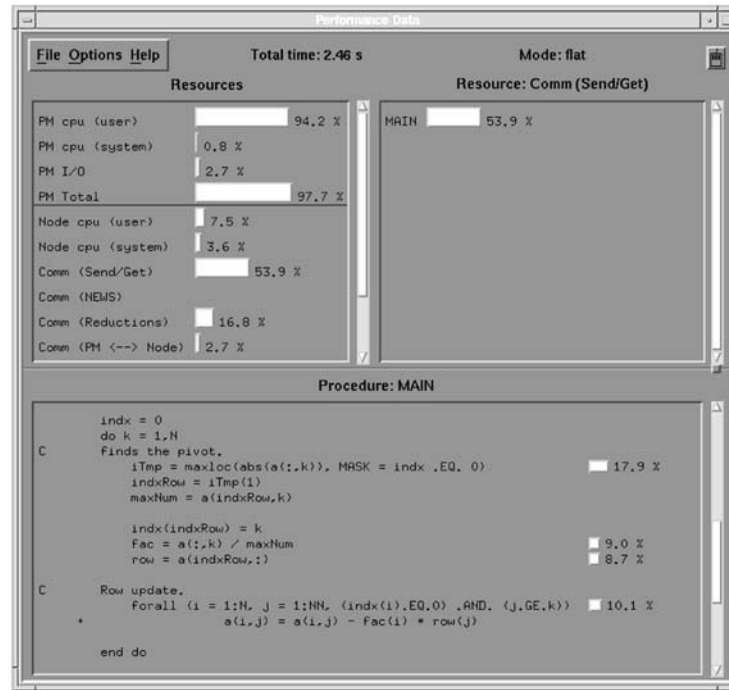 Performance Data
File Options Help
Total time: 2.46 s
Mode: flat
Resources
PM cpu (user) 94.2 %
PM cpu (system) 0.8 %
PM I/O 2.7 %
PM Total 97.7 %
Node cpu (user) 7.5 %
Node cpu (system) 3.6 %
Comm (Send/Get) 53.9 %
Comm (NEWS)
Comm (Reductions) 16.8 %
Comm (PM <--> Node) 2.7 %
Resource: Comm (Send/Get)
MAIN 53.9 %
Procedure: MAIN
indx = 0
do k = 1,N
C finds the pivot.
iTmp = maxloc(abs(a(:,k)), MASK = indx .EQ. 0) 17.9 %
indxRow = iTmp(1)
maxNum = a(indxRow,k)
indx(indxRow) = k
fac = a(:,k) / maxNum 9.0 %
row = a(indxRow,:) 8.7 %
C Row update.
forall (i = 1:N, j = 1:NN, (indx(i).EQ.0) .AND. (j.GE.k)) 10.1 %
* a(i,j) = a(i,j) - fac(i) * row(j)
end do